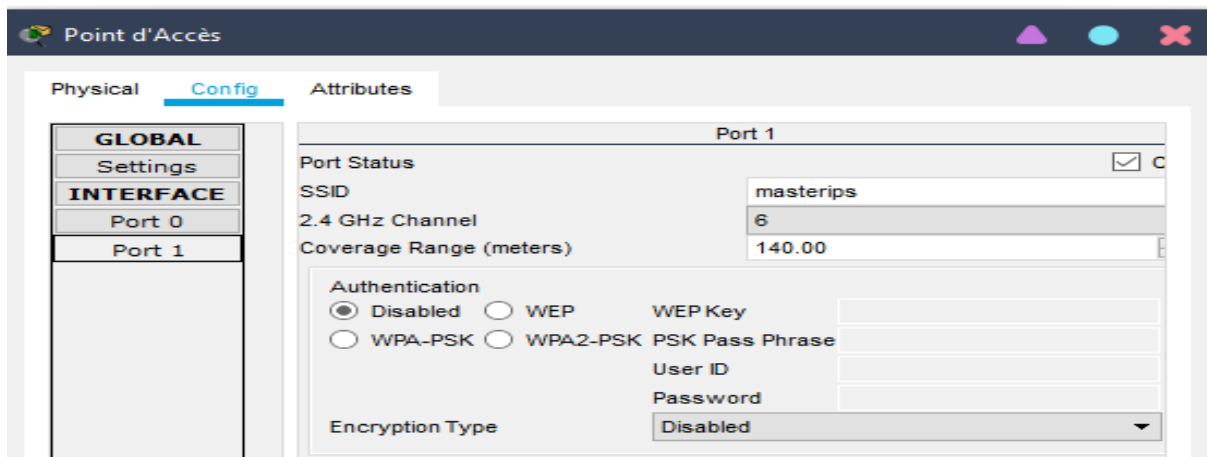 Point d'Accès
Physical Config Attributes
GLOBAL
Settings
INTERFACE
Port 0
Port 1
Port 1
Port Status
SSID masterips
2.4 GHz Channel 6
Coverage Range (meters) 140.00
Authentication
Disabled WEP WEP Key
WPA-PSK WPA2-PSK PSK Pass Phrase
User ID
Password
Encryption Type Disabled